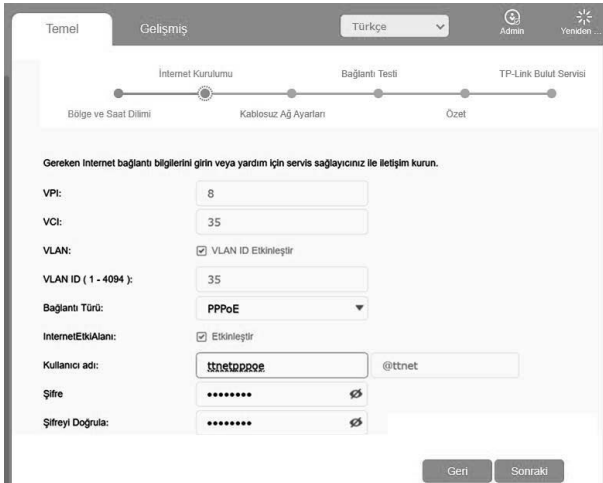 Temel
Gelişmiş
Türkçe
Admin
Yeniden ...
İnternet Kurulumu
Bağlantı Testi
TP-Link Bulut Servisi
Bölge ve Saat Dilimi
Kablosuz Ağ Ayarları
Özet
Gereken Internet bağlantı bilgilerini girin veya yardım için servis sağlayıcınız ile iletişim kurun.
VPI: 8
VCI: 35
VLAN: VLAN ID Etkinleştir
VLAN ID ( 1 - 4094 ): 35
Bağlantı Türü: PPPoE
InternetEtkiAlanı: Etkinleştir
Kullanıcı adı: ttnetpppoe @ttnet
Şifre ••••••••
Şifreyi Doğrula: ••••••••
Geri Sonraki